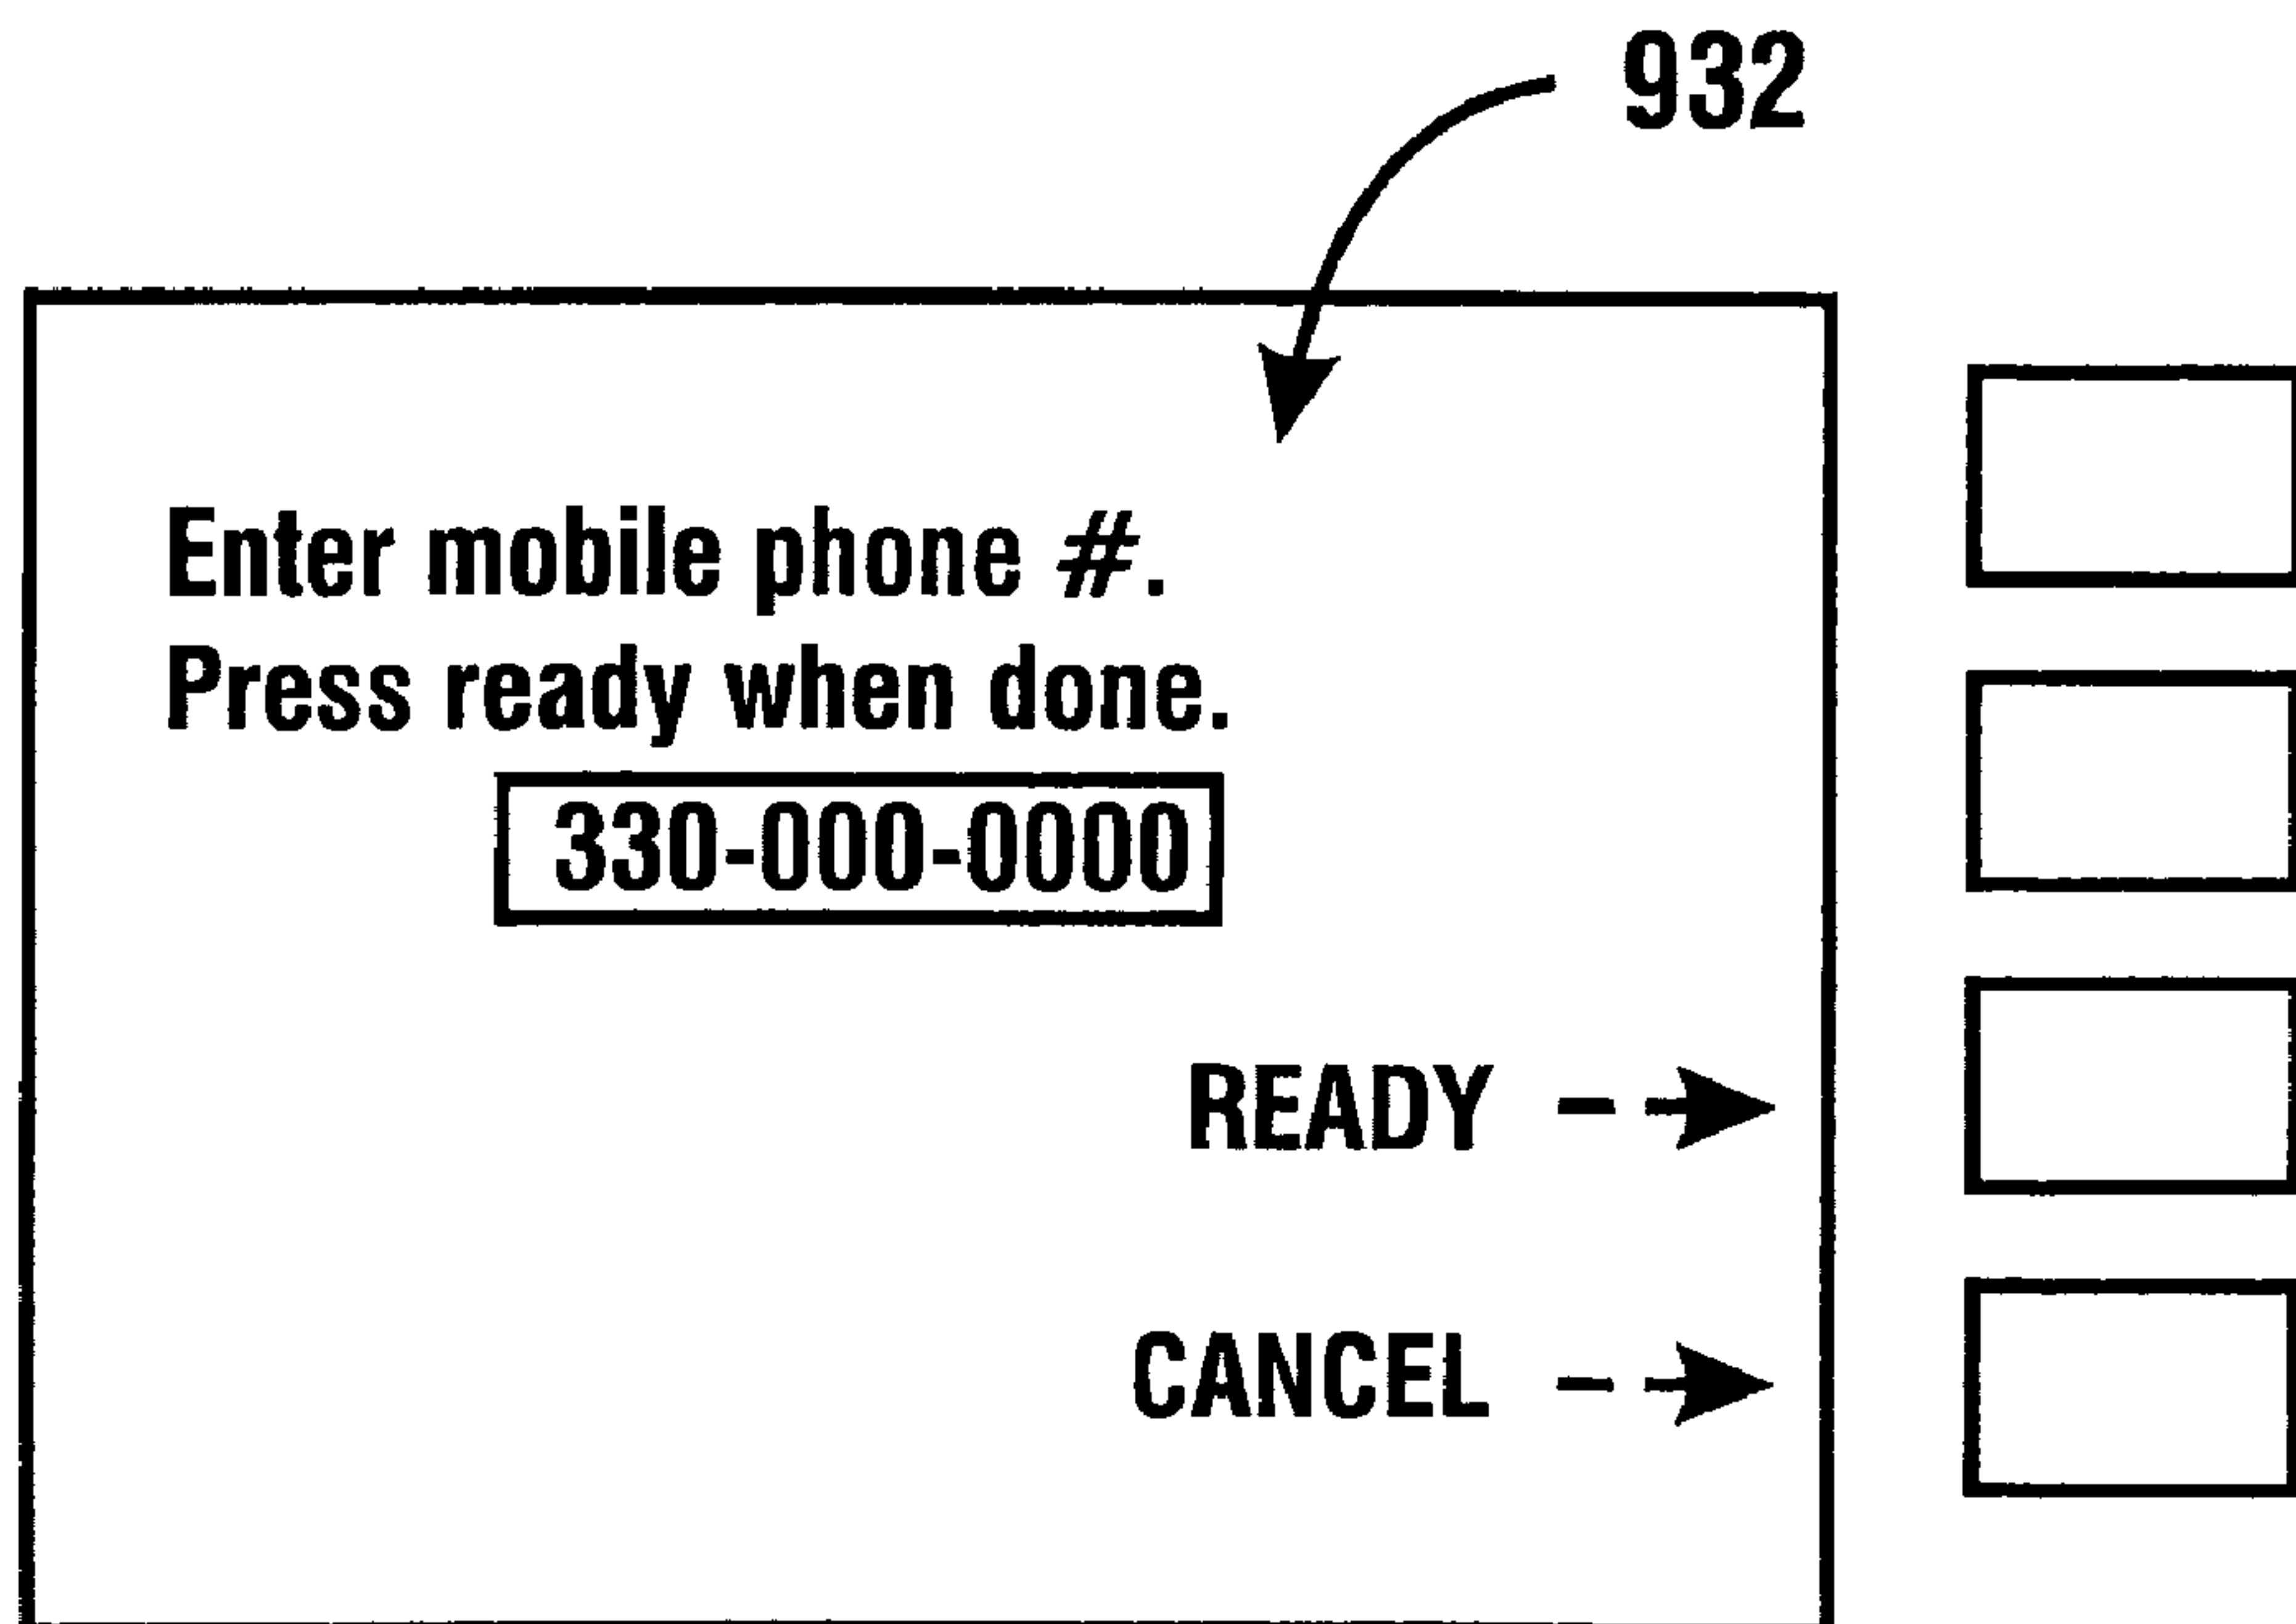 932
Enter mobile phone #.
Press ready when done.
330-000-0000
READY
CANCEL